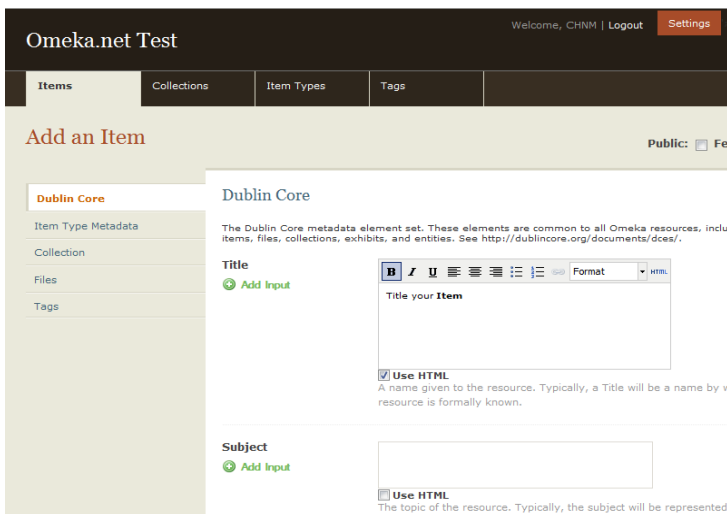 Welcome, CHNM | Logout
Settings
Omeka.net Test
Items
Collections
Item Types
Tags
Add an Item
Public:
Fe
Dublin Core
Item Type Metadata
Collection
Files
Tags
Dublin Core
The Dublin Core metadata element set. These elements are common to all Omeka resources, inclu
items, files, collections, exhibits, and entities. See http://dublincore.org/documents/dces/.
Title
Add Input
B I U Format HTML
Title your Item
Use HTML
A name given to the resource. Typically, a Title will be a name by w
resource is formally known.
Subject
Add Input
Use HTML
The topic of the resource. Typically, the subject will be represented